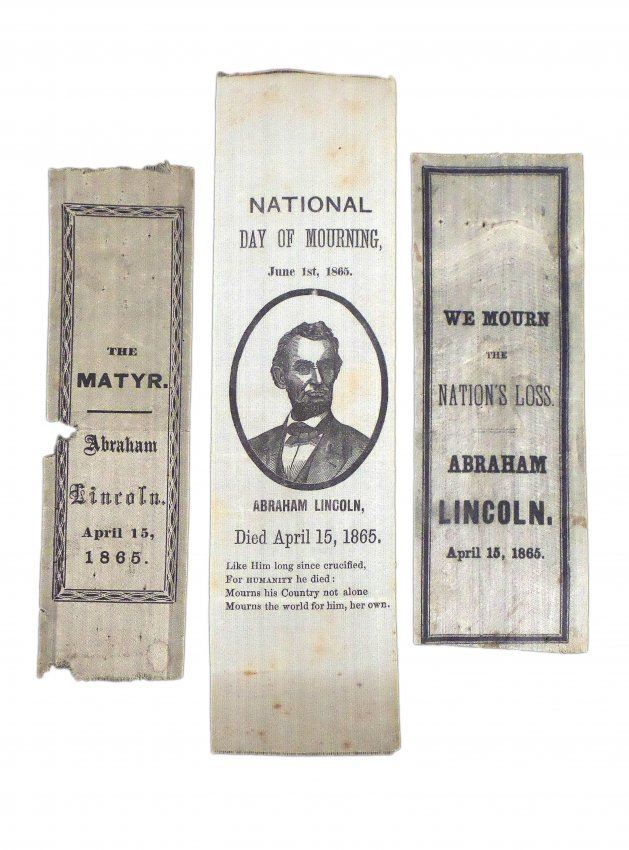 THE
MATYR.
Abraham
Lincoln.
April 15,
1865.
NATIONAL
DAY OF MOURNING,
June 1st, 1865.
ABRAHAM LINCOLN,
Died April 15, 1865.
Like Him long since crucified,
For HUMANITY he died:
Mourns his Country not alone
Mourns the world for him, her own.
WE MOURN
THE
NATION'S LOSS.
ABRAHAM
LINCOLN.
April 15, 1865.